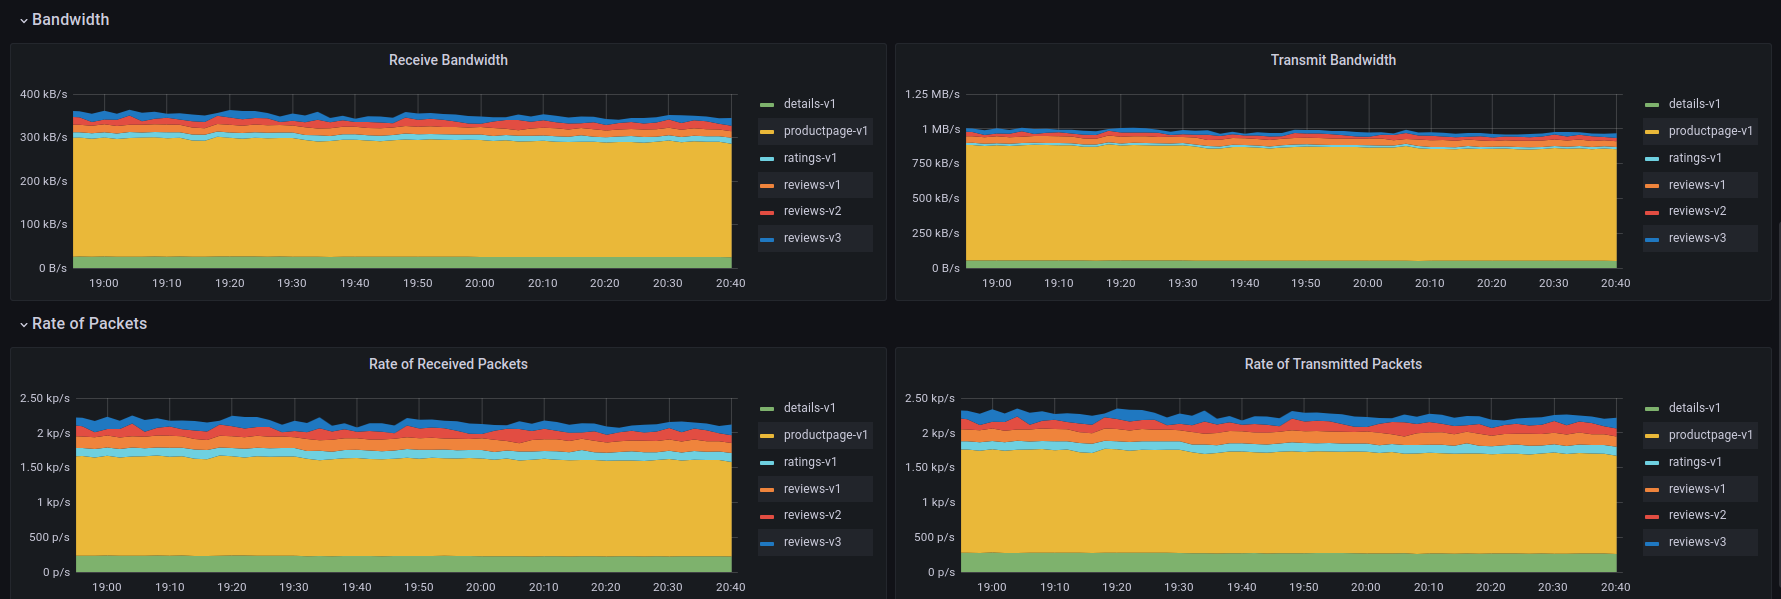 Bandwidth
Receive Bandwidth
400 kB/s
300 kB/s
200 kB/s
100 kB/s
0 B/s
19:00 19:10 19:20 19:30 19:40 19:50 20:00 20:10 20:20 20:30 20:40
details-v1
productpage-v1
ratings-v1
reviews-v1
reviews-v2
reviews-v3
Transmit Bandwidth
1.25 MB/s
1 MB/s
750 kB/s
500 kB/s
250 kB/s
0 B/s
19:00 19:10 19:20 19:30 19:40 19:50 20:00 20:10 20:20 20:30 20:40
details-v1
productpage-v1
ratings-v1
reviews-v1
reviews-v2
reviews-v3
Rate of Packets
Rate of Received Packets
2.50 kp/s
2 kp/s
1.50 kp/s
1 kp/s
500 p/s
0 p/s
19:00 19:10 19:20 19:30 19:40 19:50 20:00 20:10 20:20 20:30 20:40
details-v1
productpage-v1
ratings-v1
reviews-v1
reviews-v2
reviews-v3
Rate of Transmitted Packets
2.50 kp/s
2 kp/s
1.50 kp/s
1 kp/s
500 p/s
0 p/s
19:00 19:10 19:20 19:30 19:40 19:50 20:00 20:10 20:20 20:30 20:40
details-v1
productpage-v1
ratings-v1
reviews-v1
reviews-v2
reviews-v3